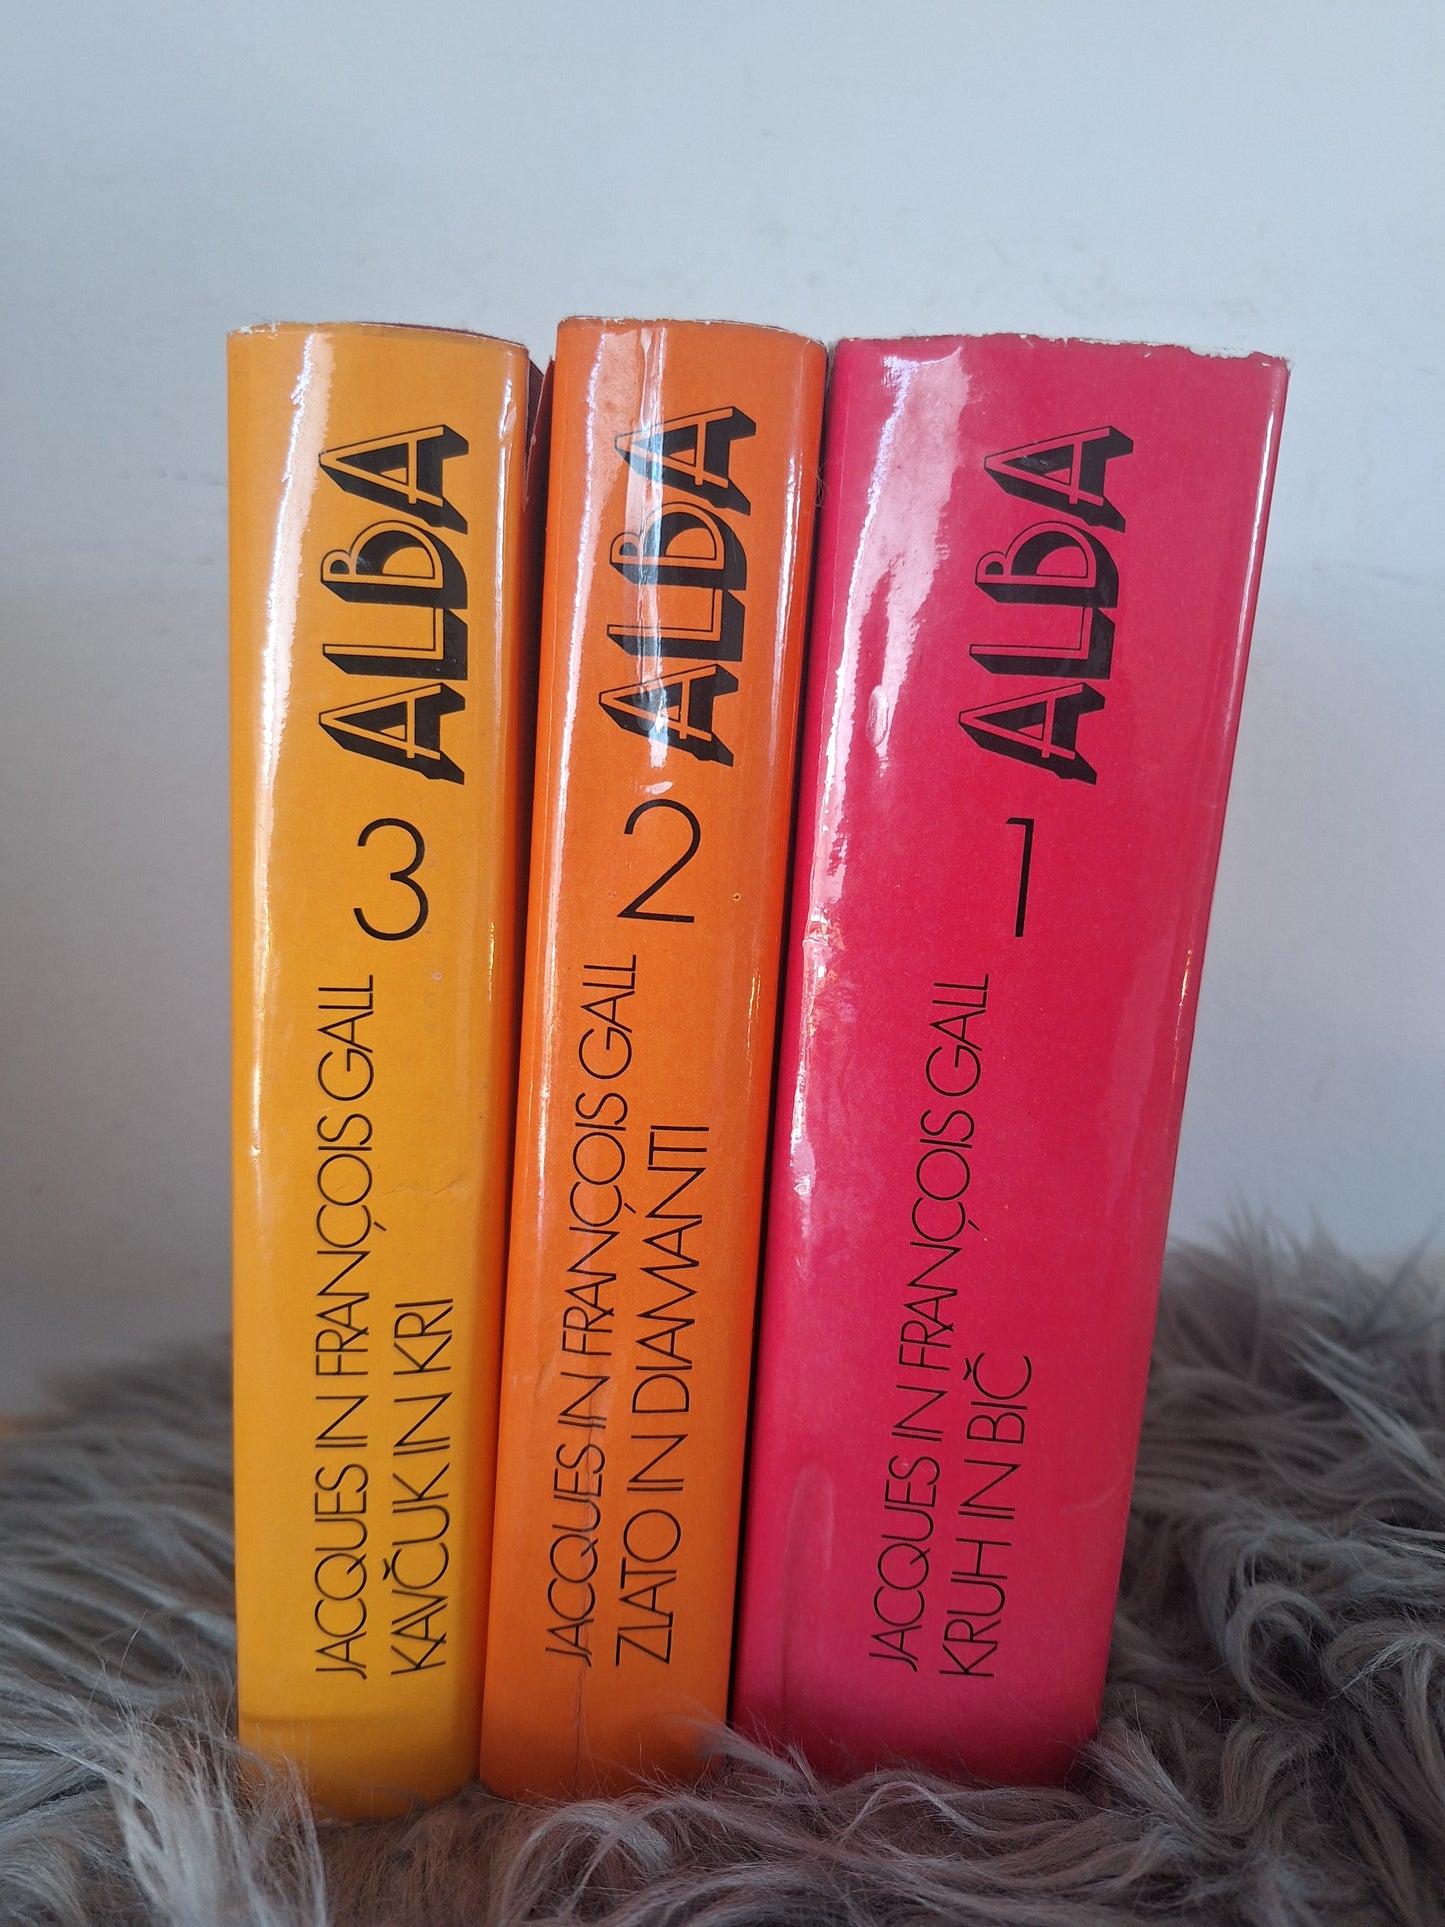 JACQUES IN FRANÇOIS GALL
KAVČUK IN KRI
3 ALBA
JACQUES IN FRANÇOIS GALL
ZLATO IN DIAMANTI
2 ALBA
JACQUES IN FRANÇOIS GALL
KRUH IN BIČ
1 ALBA